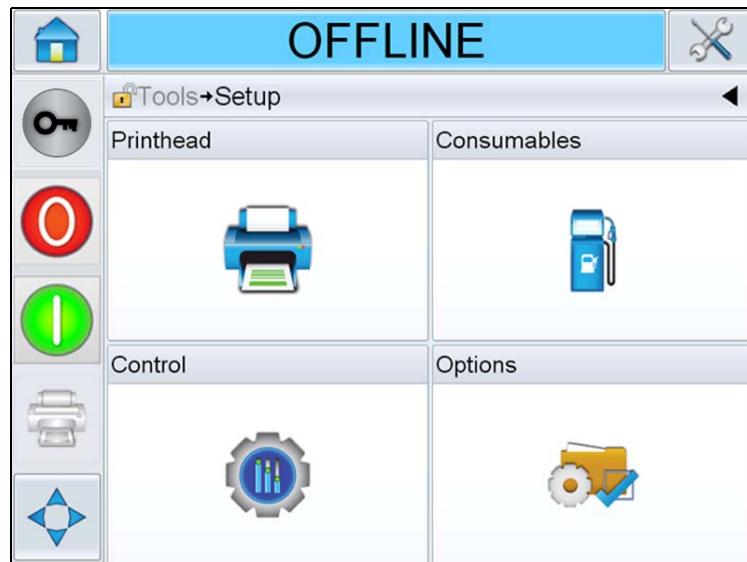 OFFLINE
Tools→Setup
Printhead
Consumables
Control
Options